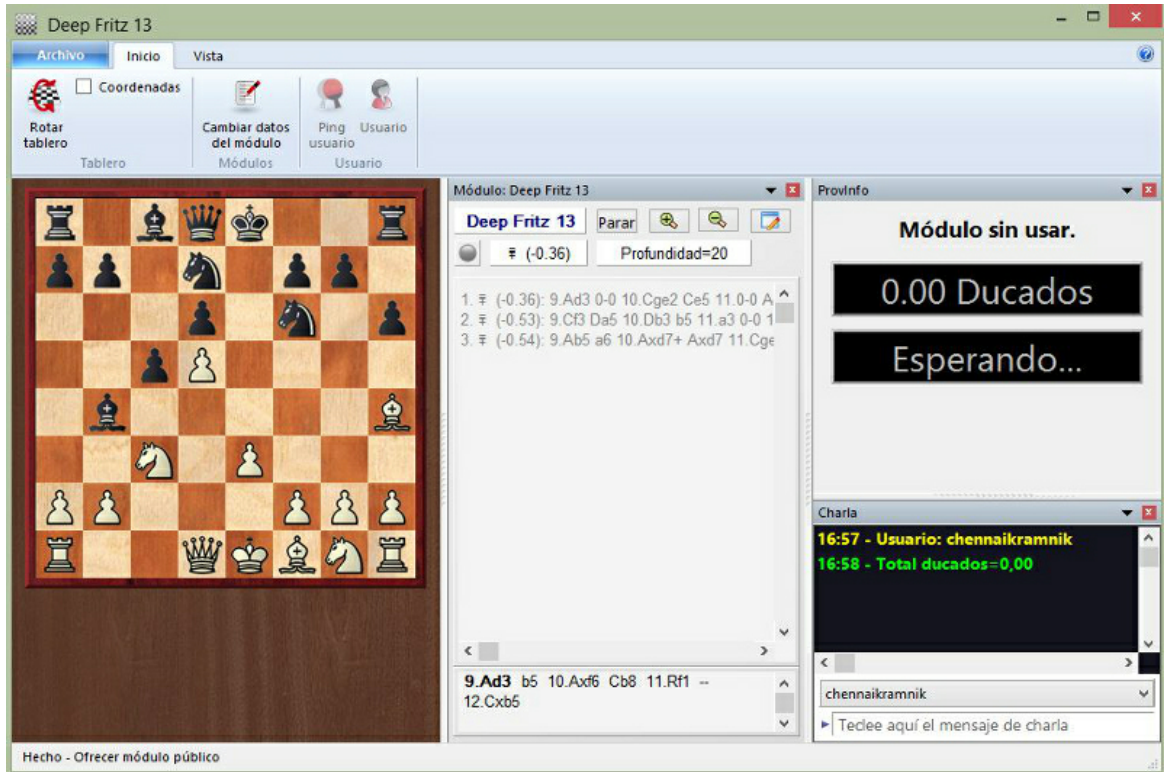 Deep Fritz 13
Archivo Inicio Vista
Rotar tablero
Coordenadas
Tablero
Cambiar datos del módulo
Módulos
Ping usuario
Usuario
Usuario
Módulo: Deep Fritz 13
Deep Fritz 13 Parar
(-0.36) Profundidad=20
1. ∓ (-0.36): 9.Ad3 0-0 10.Cge2 Ce5 11.0-0 A
2. ∓ (-0.53): 9.Cf3 Da5 10.Db3 b5 11.a3 0-0 1
3. ∓ (-0.54): 9.Ab5 a6 10.Axd7+ Axd7 11.Cge
9.Ad3 b5 10.Axf6 Cb8 11.Rf1 --
12.Cxb5
ProvInfo
Módulo sin usar.
0.00 Ducados
Esperando...
Charla
16:57 - Usuario: chennaikramnik
16:58 - Total ducados=0,00
chennaikramnik
Teclee aquí el mensaje de charla
Hecho - Ofrecer módulo público